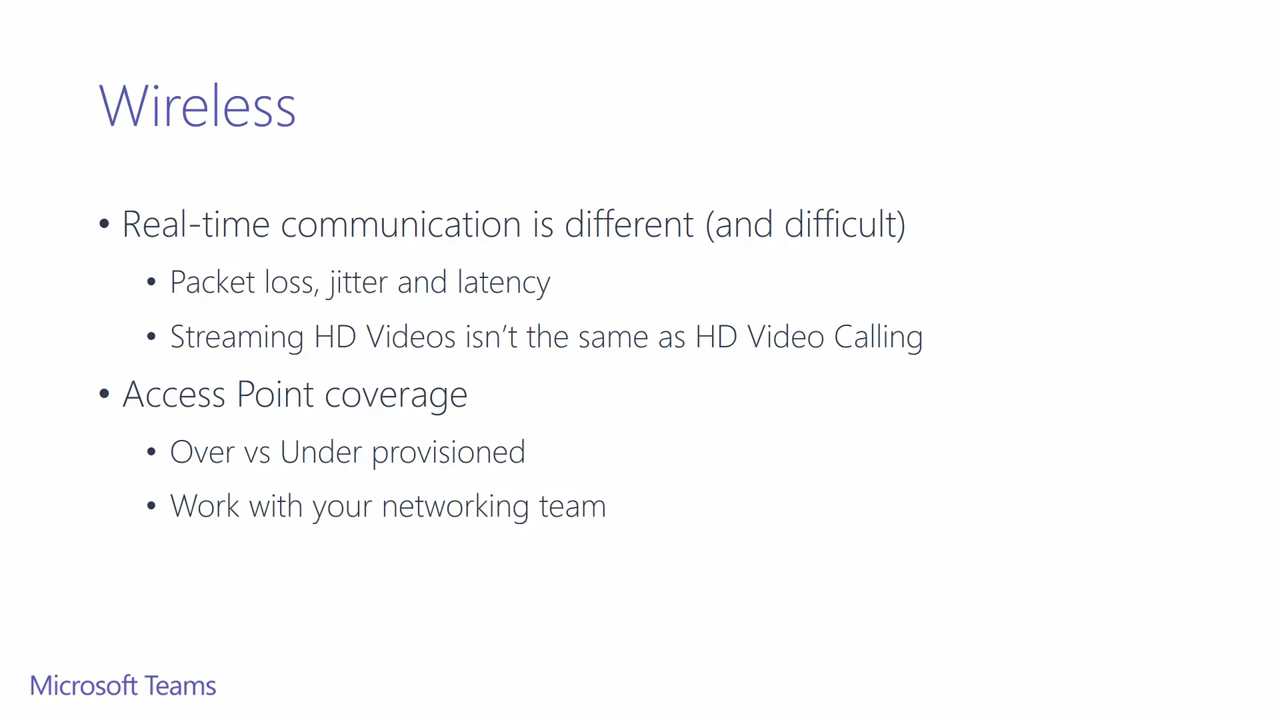 Wireless
• Real-time communication is different (and difficult)
• Packet loss, jitter and latency
• Streaming HD Videos isn’t the same as HD Video Calling
• Access Point coverage
• Over vs Under provisioned
• Work with your networking team
Microsoft Teams